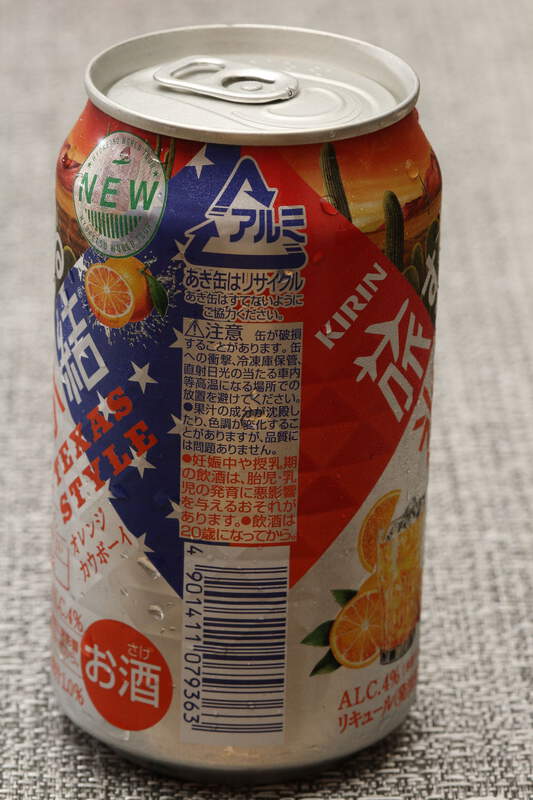 NEW
アルミ
あき缶はリサイクル
あき缶はすてないように
ご協力ください。
⚠注意 缶が破損
することがあります。缶
への衝撃、冷凍庫保管、
直射日光の当たる車内
等高温になる場所での
放置を避けてください。
●果汁の成分が沈殿し
たり、色調が変化するこ
とがありますが、品質に
は問題ありません。
●妊娠中や授乳期
の飲酒は、胎児・乳
児の発育に悪影響
を与えるおそれが
あります。●飲酒は
20歳になってから。
4 901411 079363
結
TEXAS
STYLE
オレンジ
カウボーイ
ALC.4%
1.0%
さけ
お酒
KIRIN
旅
ALC.4%
リキュール(発泡